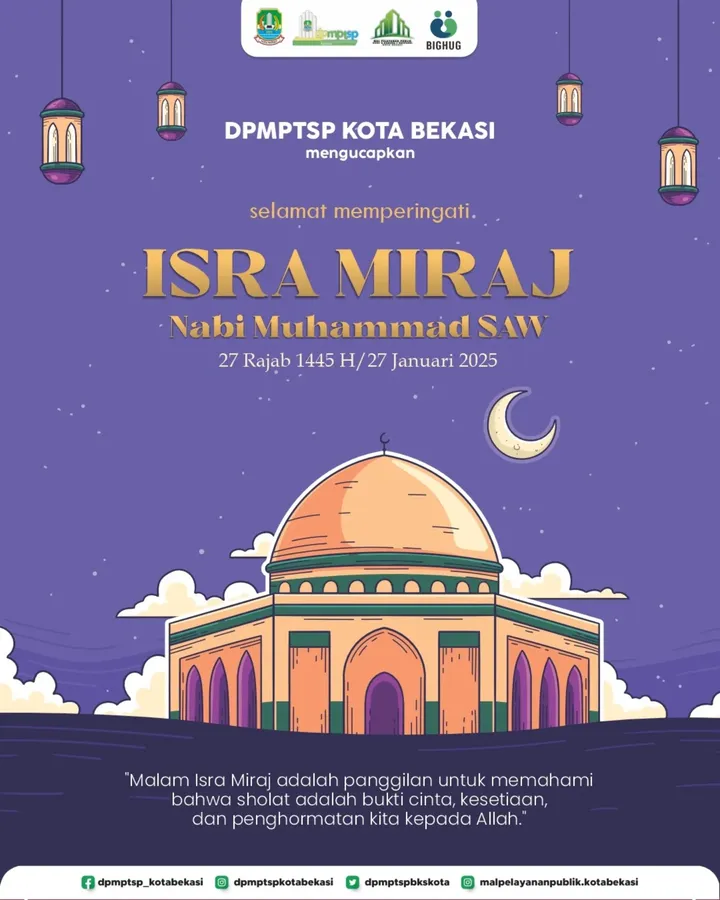 BIGHUG
DPMPTSP KOTA BEKASI
mengucapkan
selamat memperingati.
ISRA MIRAJ
Nabi Muhammad SAW
27 Rajab 1445 H/27 Januari 2025
"Malam Isra Miraj adalah panggilan untuk memahami
bahwa sholat adalah bukti cinta, kesetiaan,
dan penghormatan kita kepada Allah."
dpmptsp_kotabekasi dpmptspkotabekasi dpmptspbkskota malpelayananpublik.kotabekasi